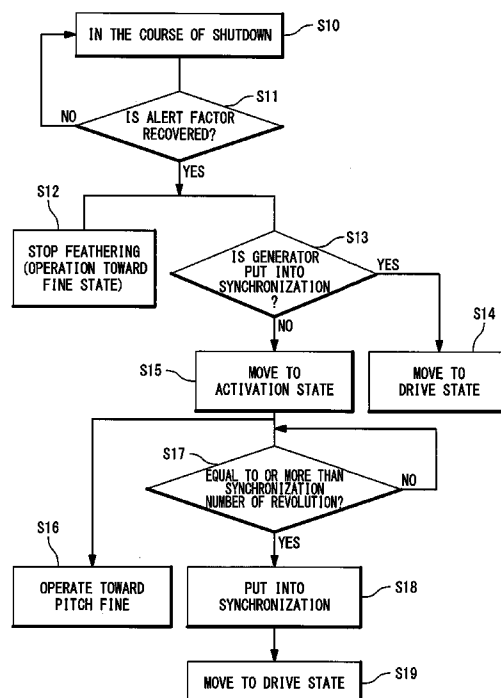 S10
IN THE COURSE OF SHUTDOWN
S11
IS ALERT FACTOR
RECOVERED?
NO
YES
S12
STOP FEATHERING
(OPERATION TOWARD
FINE STATE)
S13
IS GENERATOR
PUT INTO
SYNCHRONIZATION
?
YES
NO
S14
MOVE TO
DRIVE STATE
S15
MOVE TO
ACTIVATION STATE
S17
EQUAL TO OR MORE THAN
SYNCHRONIZATION
NUMBER OF REVOLUTION?
NO
YES
S16
OPERATE TOWARD
PITCH FINE
PUT INTO
SYNCHRONIZATION
S18
MOVE TO DRIVE STATE
S19